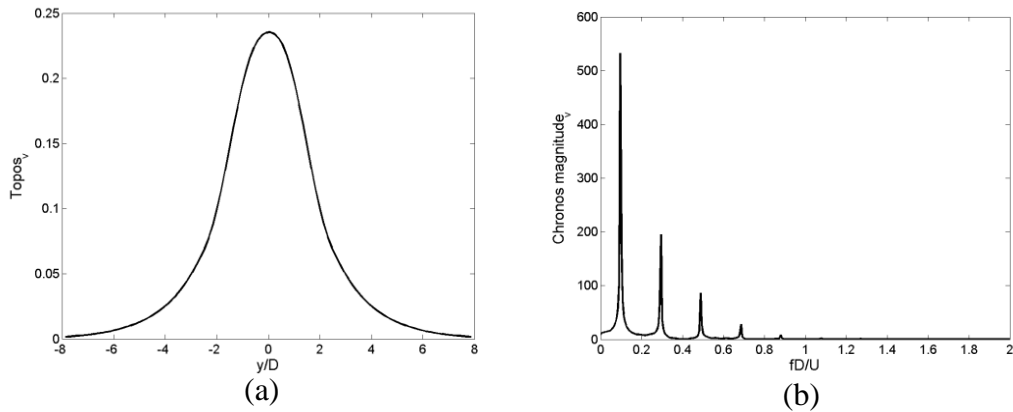 0.25
0.2
0.15
0.1
0.05
0
Topos_v
-8 -6 -4 -2 0 2 4 6 8
y/D
(a)
600
500
400
300
200
100
0
Chronos magnitude_v
0 0.2 0.4 0.6 0.8 1 1.2 1.4 1.6 1.8 2
fD/U
(b)